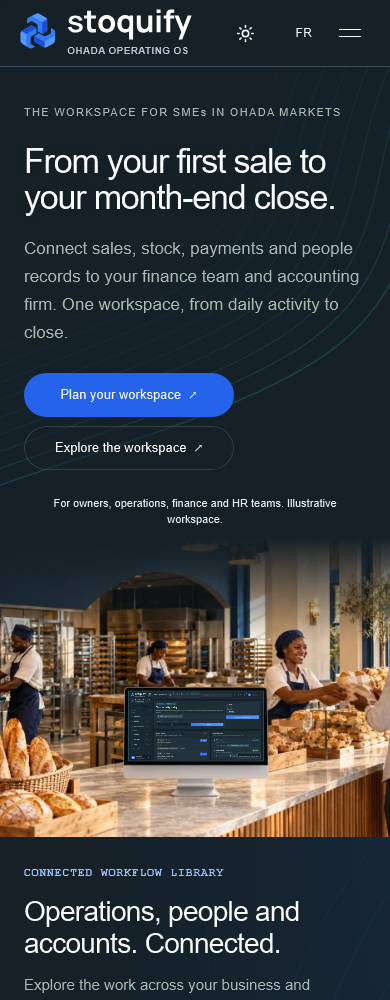 stoquify
OHADA OPERATING OS
FR
THE WORKSPACE FOR SMEs IN OHADA MARKETS
From your first sale to
your month-end close.
Connect sales, stock, payments and people
records to your finance team and accounting
firm. One workspace, from daily activity to
close.
Plan your workspace ↗
Explore the workspace ↗
For owners, operations, finance and HR teams. Illustrative
workspace.
CONNECTED WORKFLOW LIBRARY
Operations, people and
accounts. Connected.
Explore the work across your business and